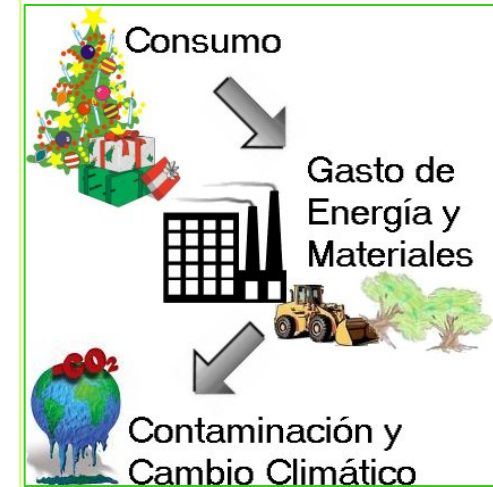 Consumo
Gasto de
Energía y
Materiales
CO2
Contaminación y
Cambio Climático